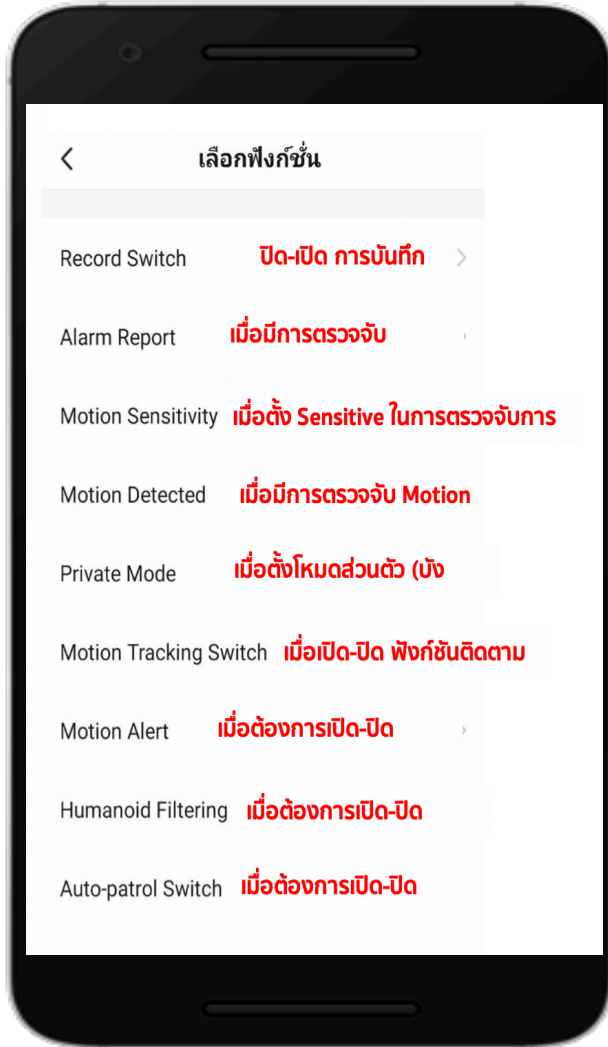 เลือกฟังก์ชั่น
Record Switch ปิด-เปิด การบันทึก
Alarm Report เมื่อมีการตรวจจับ
Motion Sensitivity เมื่อตั้ง Sensitive ในการตรวจจับการ
Motion Detected เมื่อมีการตรวจจับ Motion
Private Mode เมื่อตั้งโหมดส่วนตัว (บัง
Motion Tracking Switch เมื่อเปิด-ปิด ฟังก์ชันติดตาม
Motion Alert เมื่อต้องการเปิด-ปิด
Humanoid Filtering เมื่อต้องการเปิด-ปิด
Auto-patrol Switch เมื่อต้องการเปิด-ปิด